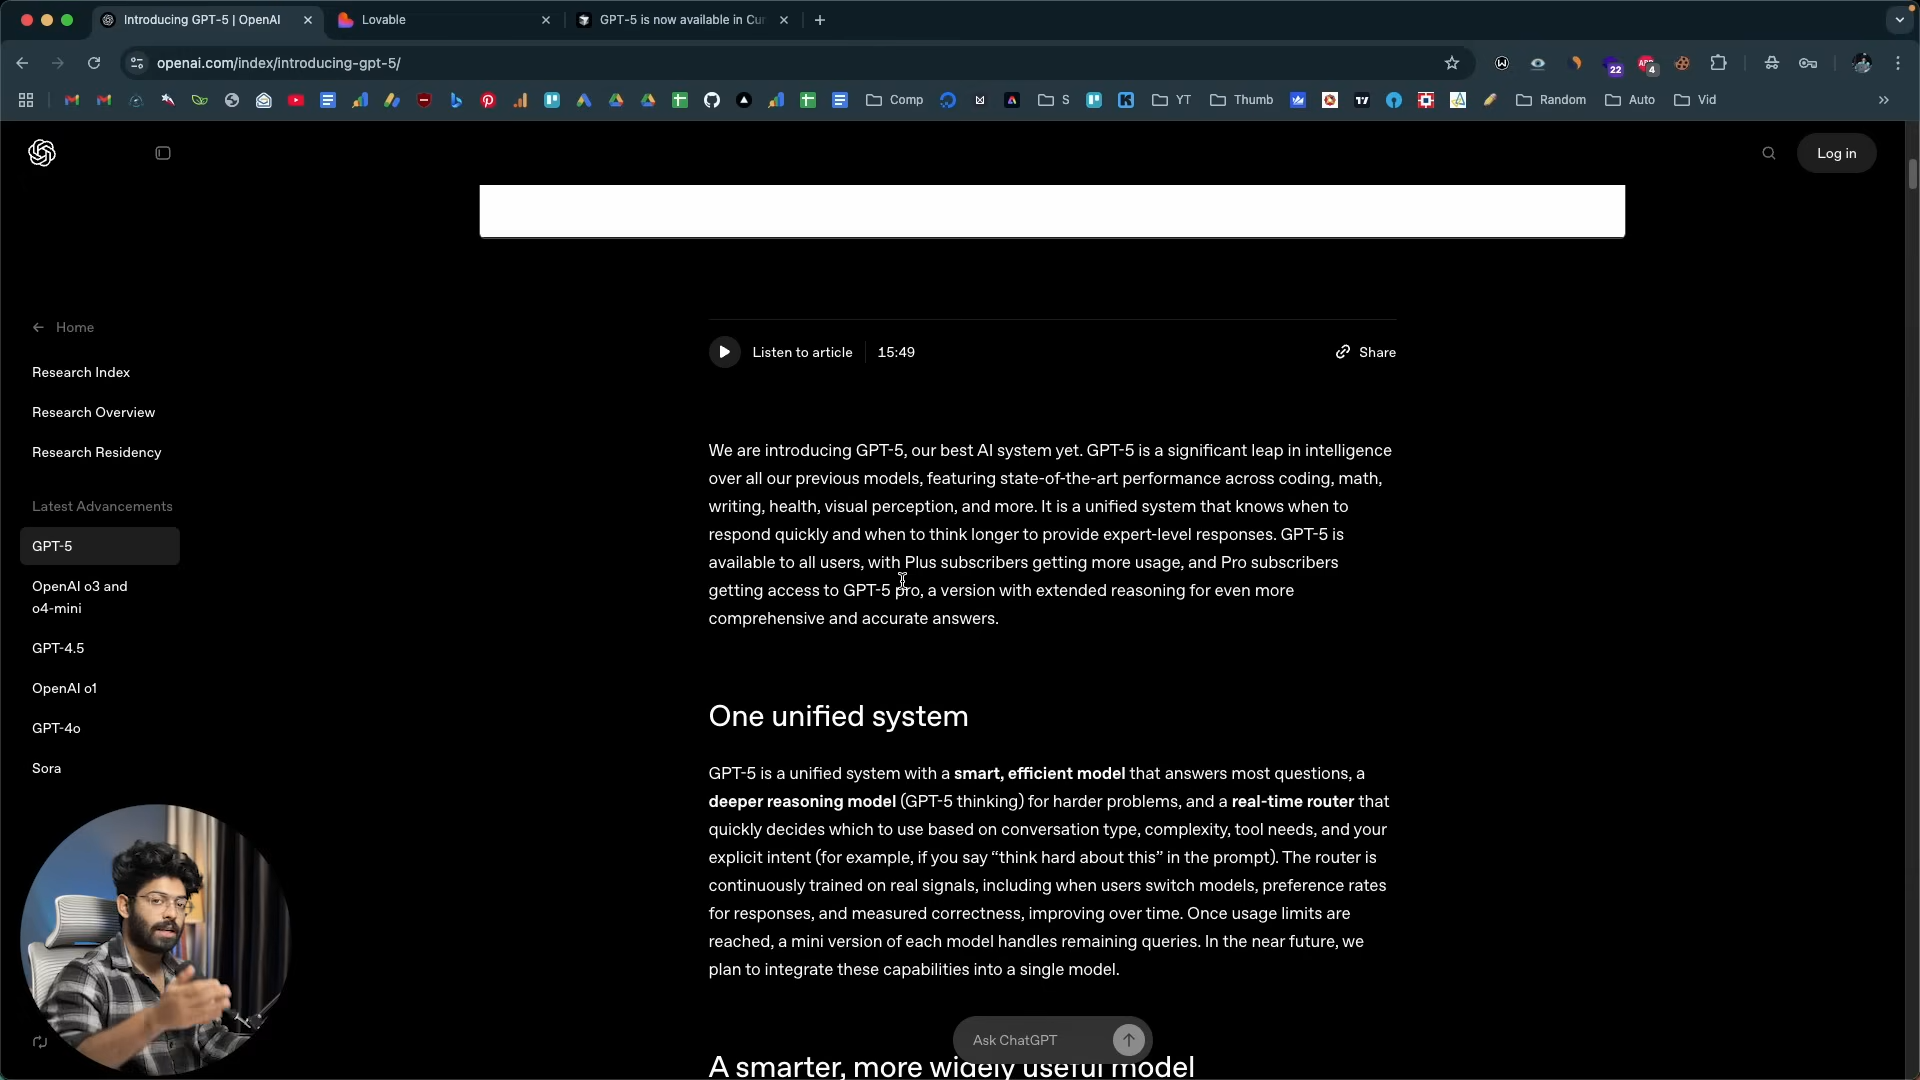 Introducing GPT-5 | OpenAI
Lovable
GPT-5 is now available in Cur
openai.com/index/introducing-gpt-5/
22
4
Comp
S
YT
Thumb
Random
Auto
Vid
Log in
Home
Research Index
Research Overview
Research Residency
Latest Advancements
GPT-5
OpenAI o3 and
o4-mini
GPT-4.5
OpenAI o1
GPT-4o
Sora
Listen to article
15:49
Share
We are introducing GPT-5, our best AI system yet. GPT-5 is a significant leap in intelligence
over all our previous models, featuring state-of-the-art performance across coding, math,
writing, health, visual perception, and more. It is a unified system that knows when to
respond quickly and when to think longer to provide expert-level responses. GPT-5 is
available to all users, with Plus subscribers getting more usage, and Pro subscribers
getting access to GPT-5 pro, a version with extended reasoning for even more
comprehensive and accurate answers.
One unified system
GPT-5 is a unified system with a smart, efficient model that answers most questions, a
deeper reasoning model (GPT-5 thinking) for harder problems, and a real-time router that
quickly decides which to use based on conversation type, complexity, tool needs, and your
explicit intent (for example, if you say “think hard about this” in the prompt). The router is
continuously trained on real signals, including when users switch models, preference rates
for responses, and measured correctness, improving over time. Once usage limits are
reached, a mini version of each model handles remaining queries. In the near future, we
plan to integrate these capabilities into a single model.
Ask ChatGPT
A smarter, more widely useful model